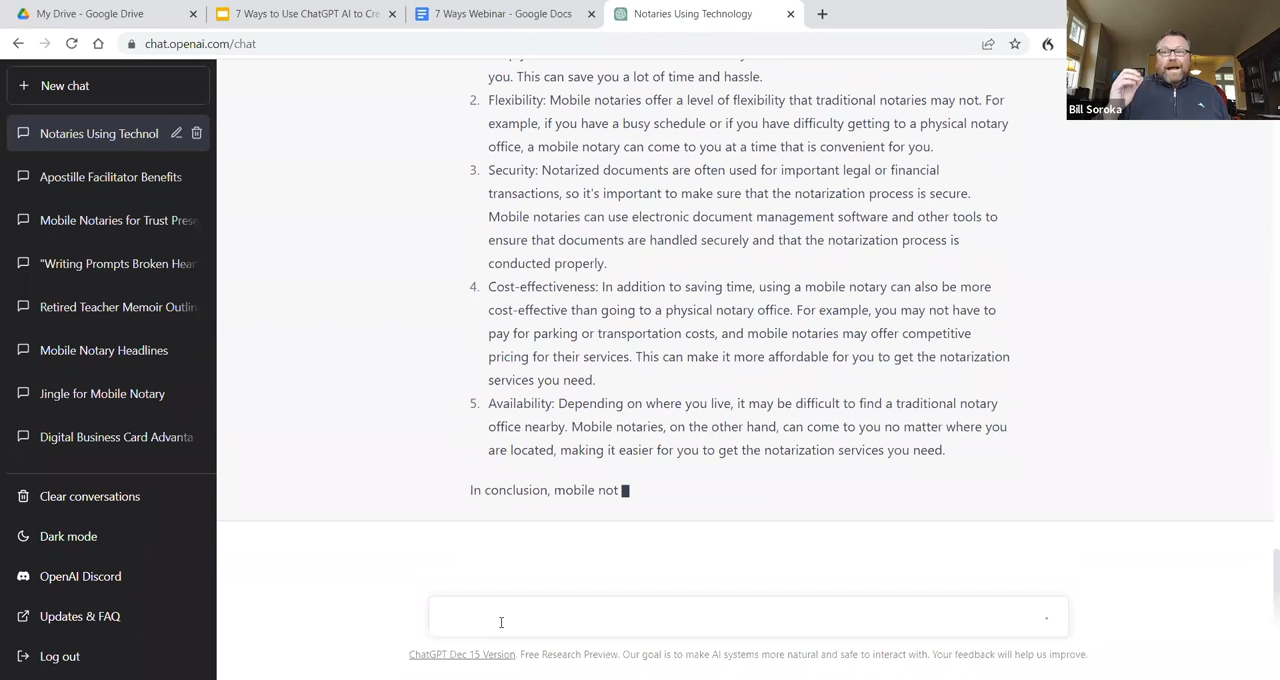 My Drive - Google Drive
7 Ways to Use ChatGPT AI to Cre
7 Ways Webinar - Google Docs
Notaries Using Technology
chat.openai.com/chat
Bill Soroka
New chat
Notaries Using Technol
Apostille Facilitator Benefits
Mobile Notaries for Trust Prese
"Writing Prompts Broken Hear
Retired Teacher Memoir Outlin
Mobile Notary Headlines
Jingle for Mobile Notary
Digital Business Card Advanta
Clear conversations
Dark mode
OpenAI Discord
Updates & FAQ
Log out
you. This can save you a lot of time and hassle.
2. Flexibility: Mobile notaries offer a level of flexibility that traditional notaries may not. For
example, if you have a busy schedule or if you have difficulty getting to a physical notary
office, a mobile notary can come to you at a time that is convenient for you.
3. Security: Notarized documents are often used for important legal or financial
transactions, so it's important to make sure that the notarization process is secure.
Mobile notaries can use electronic document management software and other tools to
ensure that documents are handled securely and that the notarization process is
conducted properly.
4. Cost-effectiveness: In addition to saving time, using a mobile notary can also be more
cost-effective than going to a physical notary office. For example, you may not have to
pay for parking or transportation costs, and mobile notaries may offer competitive
pricing for their services. This can make it more affordable for you to get the notarization
services you need.
5. Availability: Depending on where you live, it may be difficult to find a traditional notary
office nearby. Mobile notaries, on the other hand, can come to you no matter where you
are located, making it easier for you to get the notarization services you need.
In conclusion, mobile not
ChatGPT Dec 15 Version. Free Research Preview. Our goal is to make AI systems more natural and safe to interact with. Your feedback will help us improve.